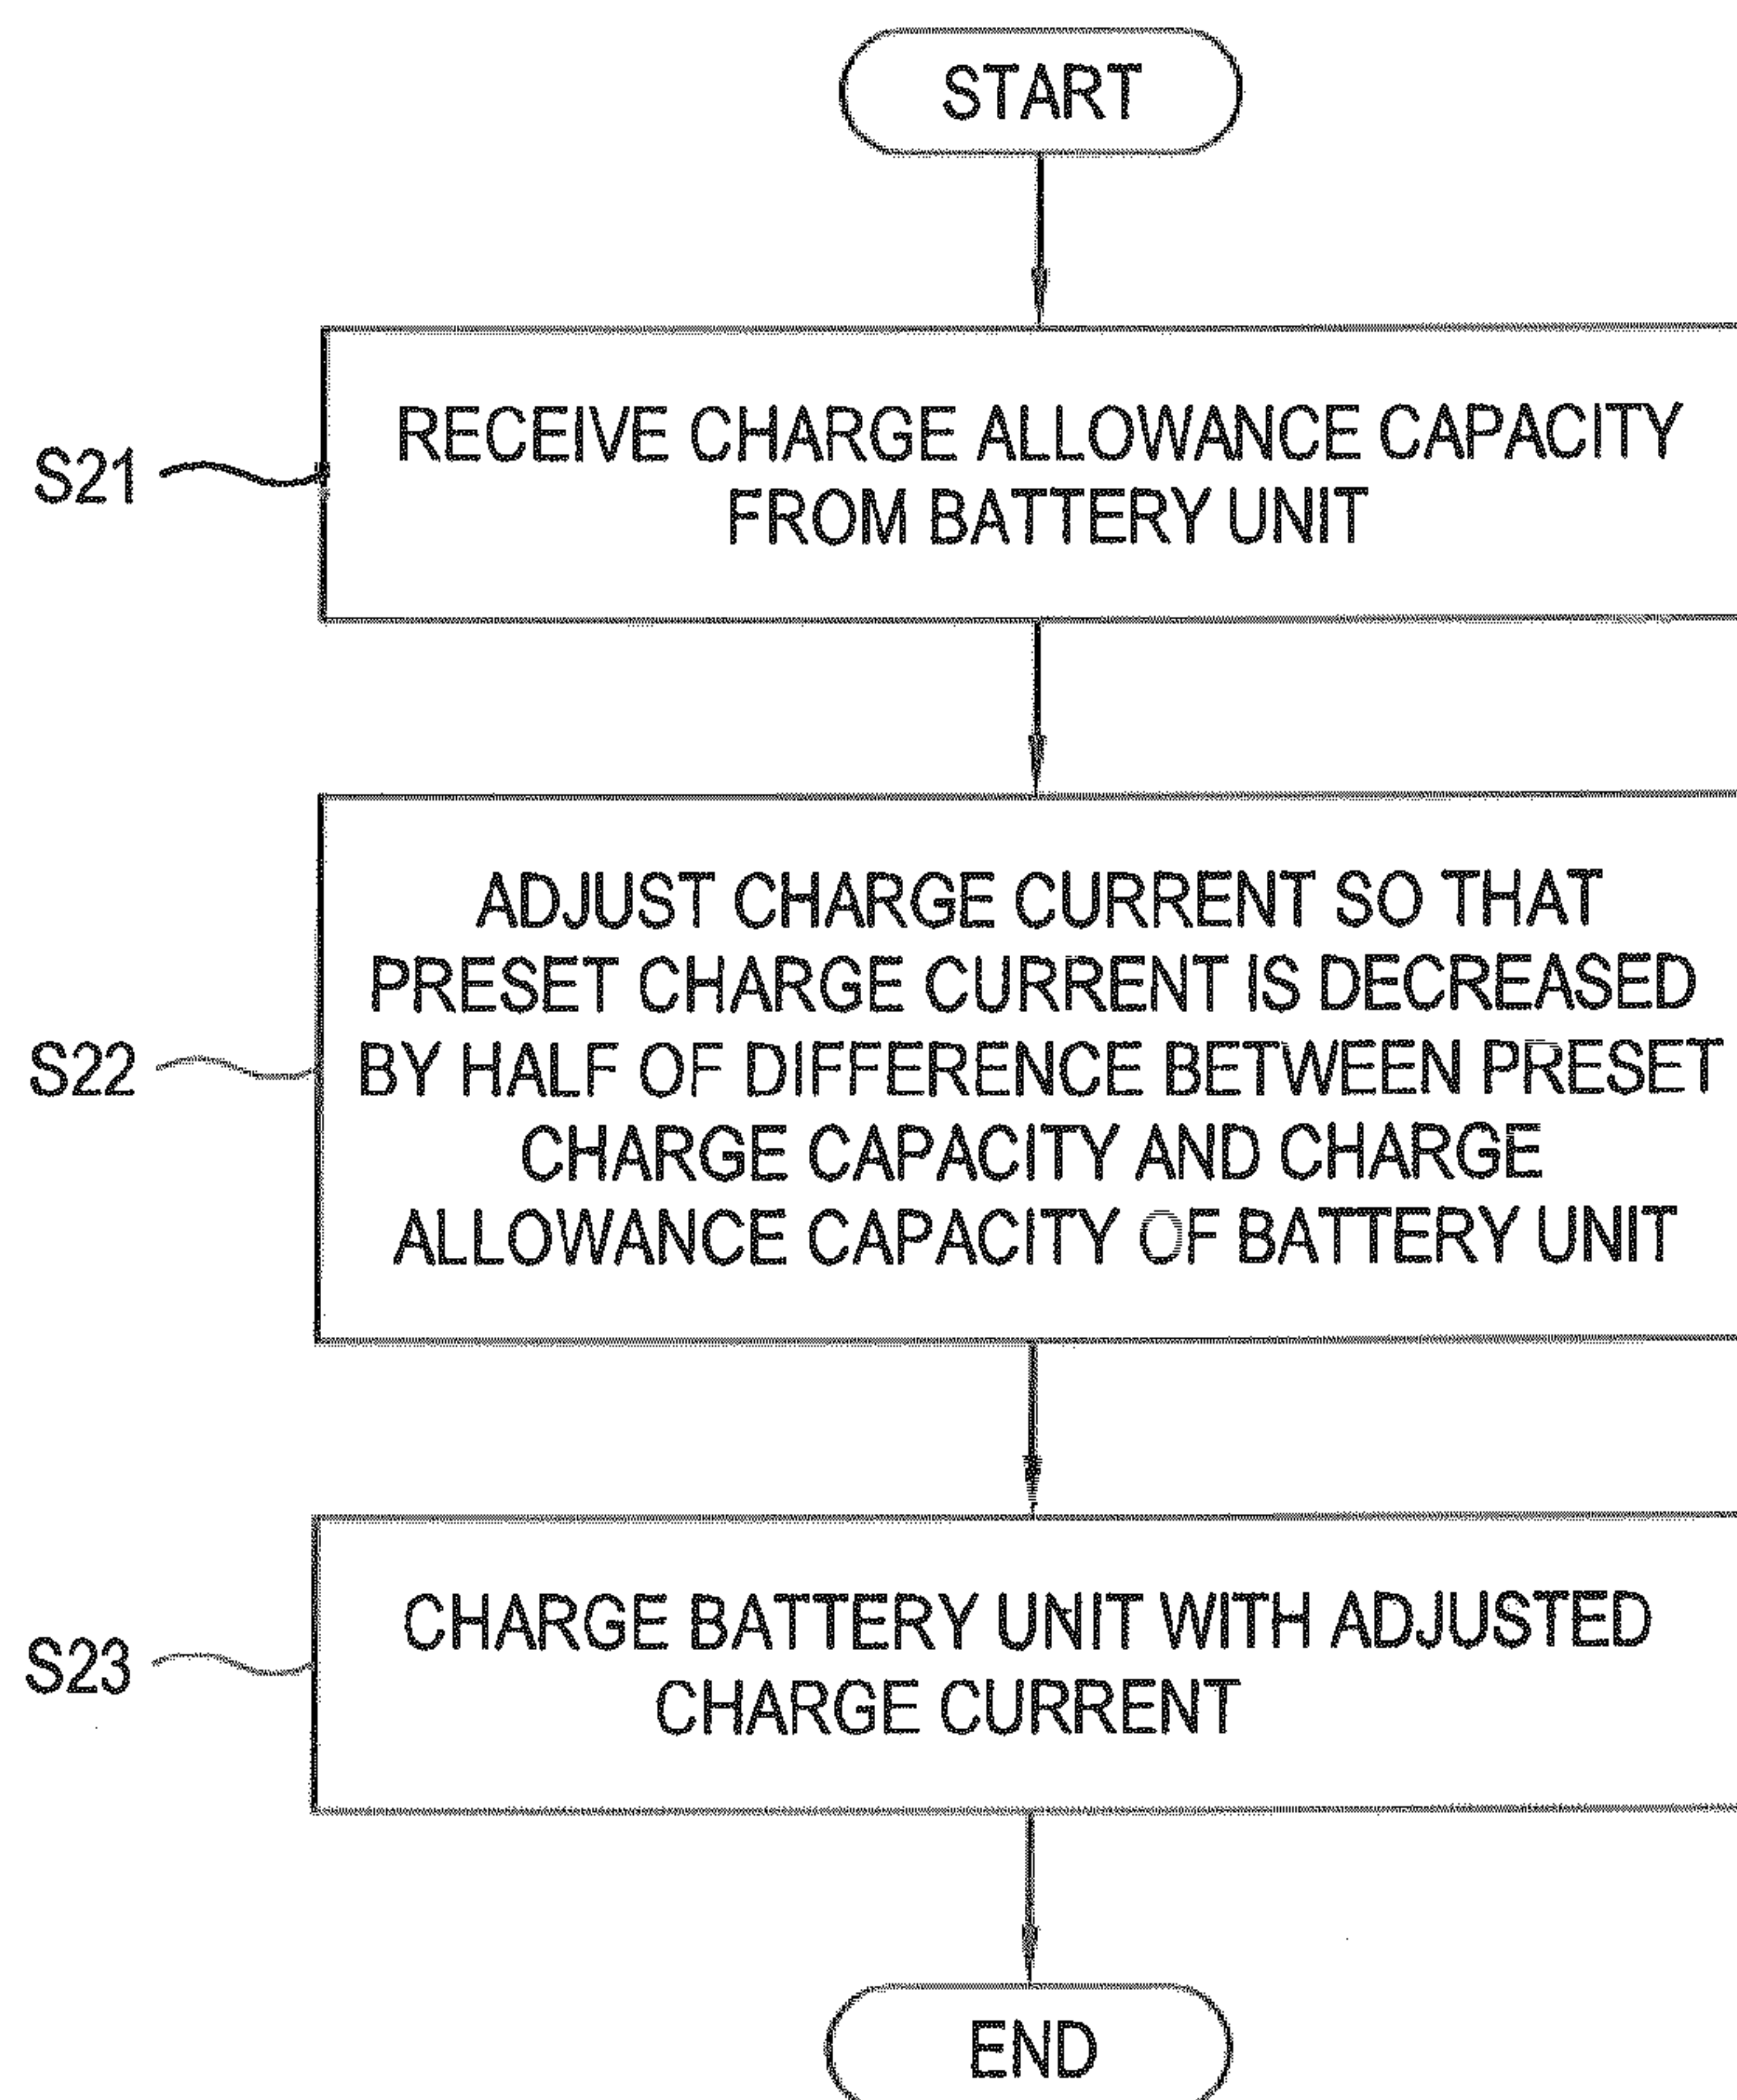 START
S21
RECEIVE CHARGE ALLOWANCE CAPACITY
FROM BATTERY UNIT
S22
ADJUST CHARGE CURRENT SO THAT
PRESET CHARGE CURRENT IS DECREASED
BY HALF OF DIFFERENCE BETWEEN PRESET
CHARGE CAPACITY AND CHARGE
ALLOWANCE CAPACITY OF BATTERY UNIT
S23
CHARGE BATTERY UNIT WITH ADJUSTED
CHARGE CURRENT
END